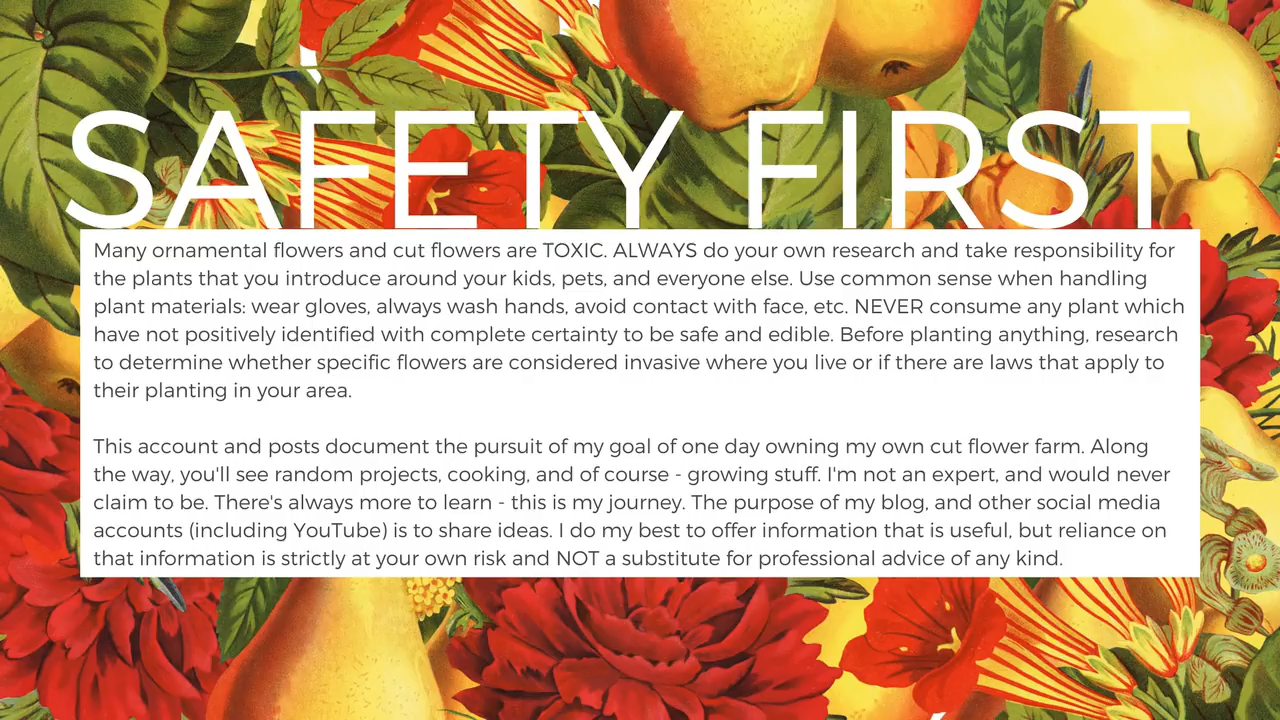 SAFETY FIRST
Many ornamental flowers and cut flowers are TOXIC. ALWAYS do your own research and take responsibility for
the plants that you introduce around your kids, pets, and everyone else. Use common sense when handling
plant materials: wear gloves, always wash hands, avoid contact with face, etc. NEVER consume any plant which
have not positively identified with complete certainty to be safe and edible. Before planting anything, research
to determine whether specific flowers are considered invasive where you live or if there are laws that apply to
their planting in your area.
This account and posts document the pursuit of my goal of one day owning my own cut flower farm. Along
the way, you'll see random projects, cooking, and of course - growing stuff. I'm not an expert, and would never
claim to be. There's always more to learn - this is my journey. The purpose of my blog, and other social media
accounts (including YouTube) is to share ideas. I do my best to offer information that is useful, but reliance on
that information is strictly at your own risk and NOT a substitute for professional advice of any kind.